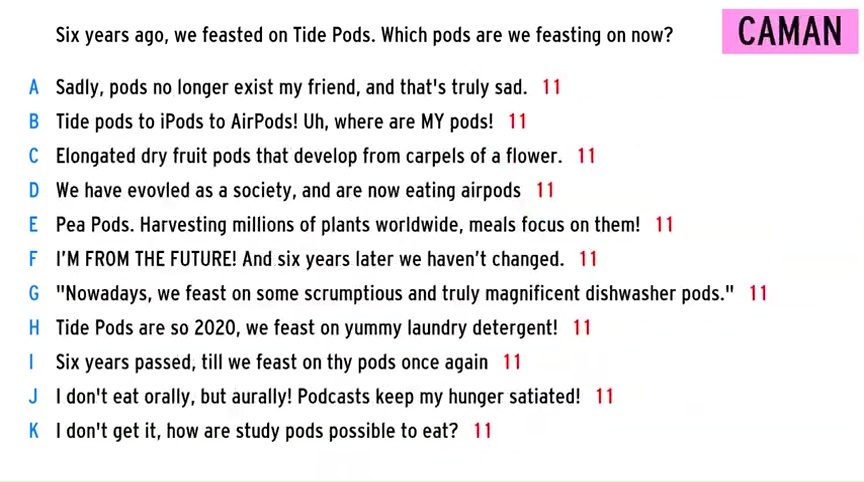 Six years ago, we feasted on Tide Pods. Which pods are we feasting on now?
CAMAN
A Sadly, pods no longer exist my friend, and that's truly sad. 11
B Tide pods to iPods to AirPods! Uh, where are MY pods! 11
C Elongated dry fruit pods that develop from carpels of a flower. 11
D We have evovled as a society, and are now eating airpods 11
E Pea Pods. Harvesting millions of plants worldwide, meals focus on them! 11
F I'M FROM THE FUTURE! And six years later we haven't changed. 11
G "Nowadays, we feast on some scrumptious and truly magnificent dishwasher pods." 11
H Tide Pods are so 2020, we feast on yummy laundry detergent! 11
I Six years passed, till we feast on thy pods once again 11
J I don't eat orally, but aurally! Podcasts keep my hunger satiated! 11
K I don't get it, how are study pods possible to eat? 11